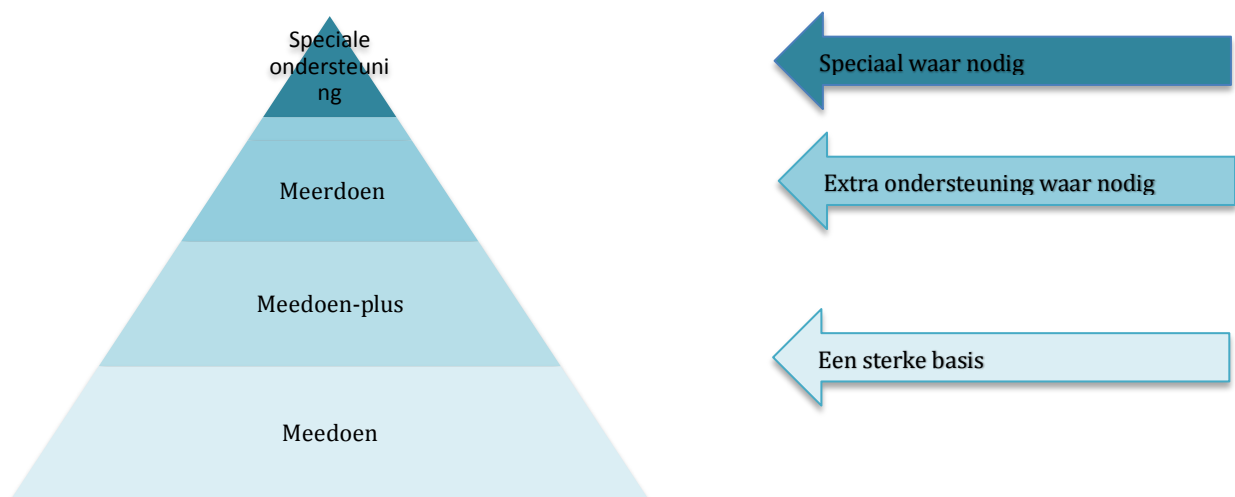 Speciale
ondersteuni
ng
Speciaal waar nodig
Meerdoen
Extra ondersteuning waar nodig
Meedoen-plus
Een sterke basis
Meedoen